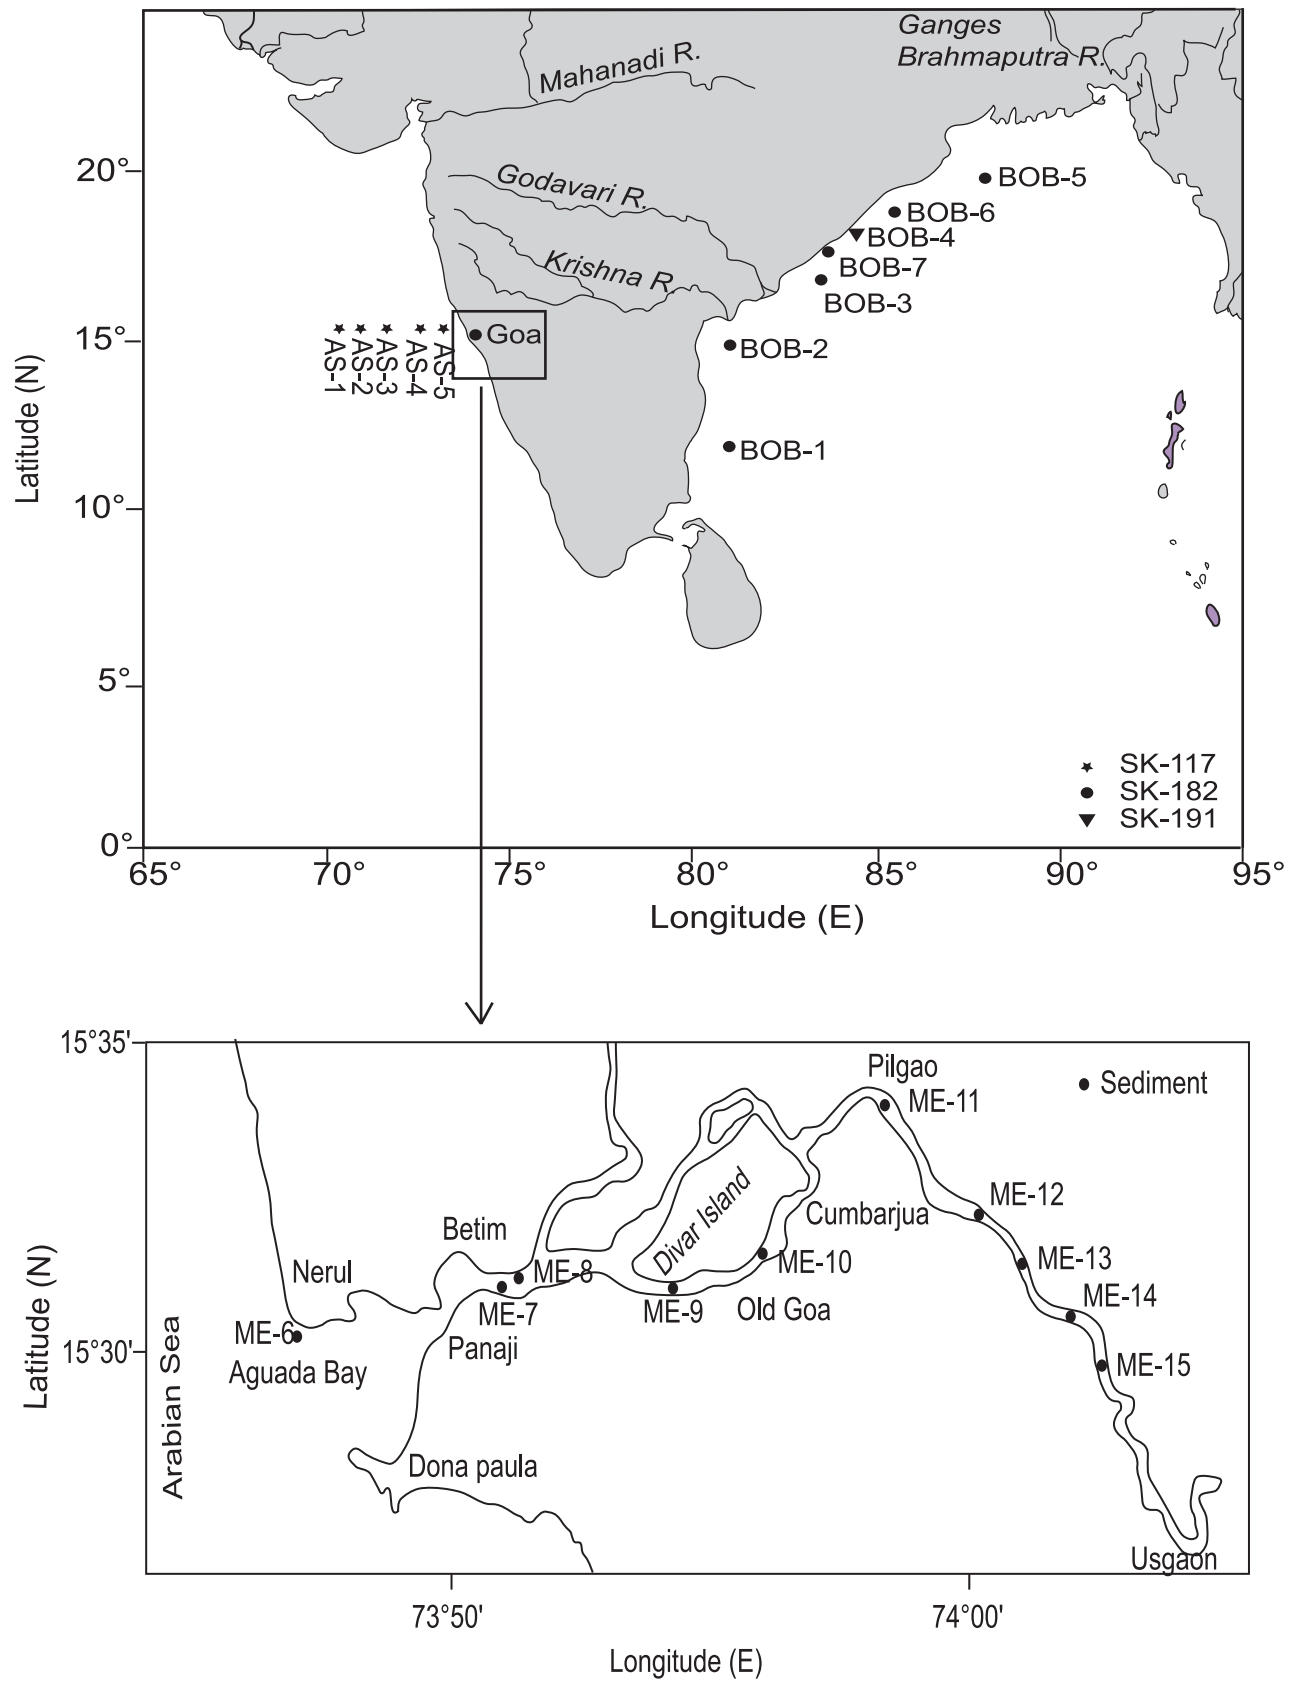 Ganges
Brahmaputra R.
Mahanadi R.
20°
Godavari R.
BOB-5
BOB-6
BOB-4
Krishna R.
BOB-7
BOB-3
15°
Goa
BOB-2
AS-1
AS-2
AS-3
AS-4
AS-5
BOB-1
Latitude (N)
10°
5°
SK-117
SK-182
SK-191
0°
65°
70°
75°
80°
85°
90°
95°
Longitude (E)
15°35'
Pilgao
Sediment
ME-11
ME-12
Divar Island
Cumbarjua
Betim
ME-13
ME-10
Nerul
ME-8
ME-14
ME-7
ME-9
Old Goa
ME-6
Panaji
15°30'
ME-15
Aguada Bay
Latitude (N)
Arabian Sea
Dona paula
Usgaon
73°50'
74°00'
Longitude (E)